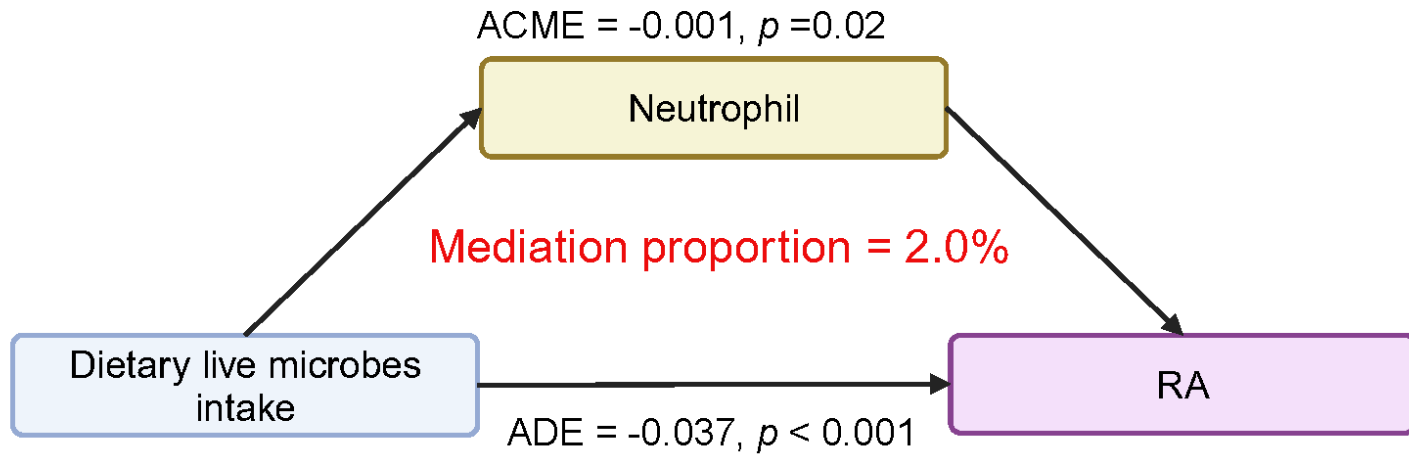 ACME = -0.001, p =0.02
Neutrophil
Mediation proportion = 2.0%
Dietary live microbes
intake
RA
ADE = -0.037, p < 0.001